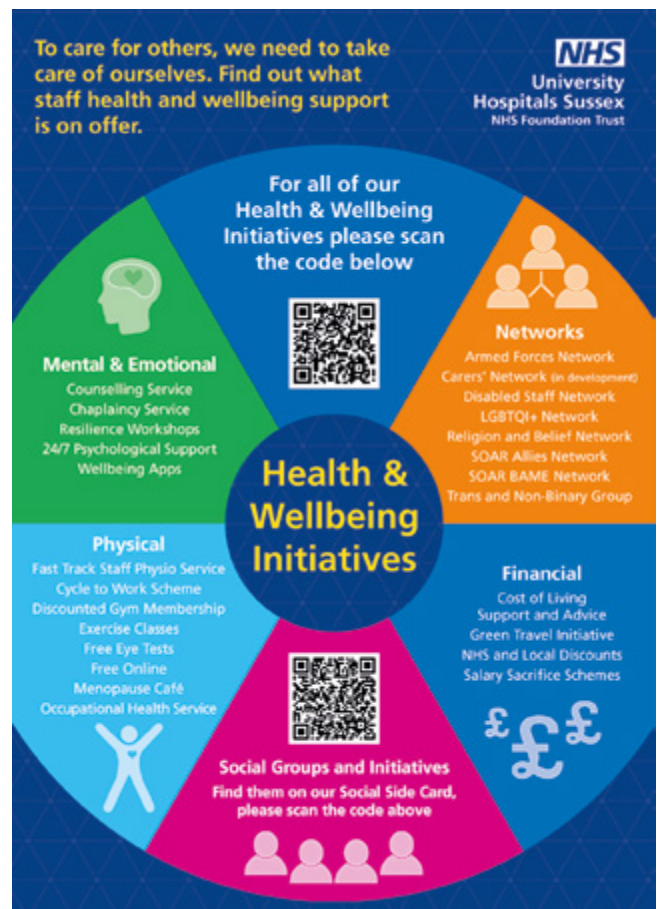 To care for others, we need to take
care of ourselves. Find out what
staff health and wellbeing support
is on offer.
NHS
University
Hospitals Sussex
NHS Foundation Trust
For all of our
Health & Wellbeing
Initiatives please scan
the code below
Mental & Emotional
Counselling Service
Chaplaincy Service
Resilience Workshops
24/7 Psychological Support
Wellbeing Apps
Networks
Armed Forces Network
Carers' Network (in development)
Disabled Staff Network
LGBTQI+ Network
Religion and Belief Network
SOAR Allies Network
SOAR BAME Network
Trans and Non-Binary Group
Health &
Wellbeing
Initiatives
Physical
Fast Track Staff Physio Service
Cycle to Work Scheme
Discounted Gym Membership
Exercise Classes
Free Eye Tests
Free Online
Menopause Café
Occupational Health Service
Financial
Cost of Living
Support and Advice
Green Travel Initiative
NHS and Local Discounts
Salary Sacrifice Schemes
£££
Social Groups and Initiatives
Find them on our Social Side Card,
please scan the code above